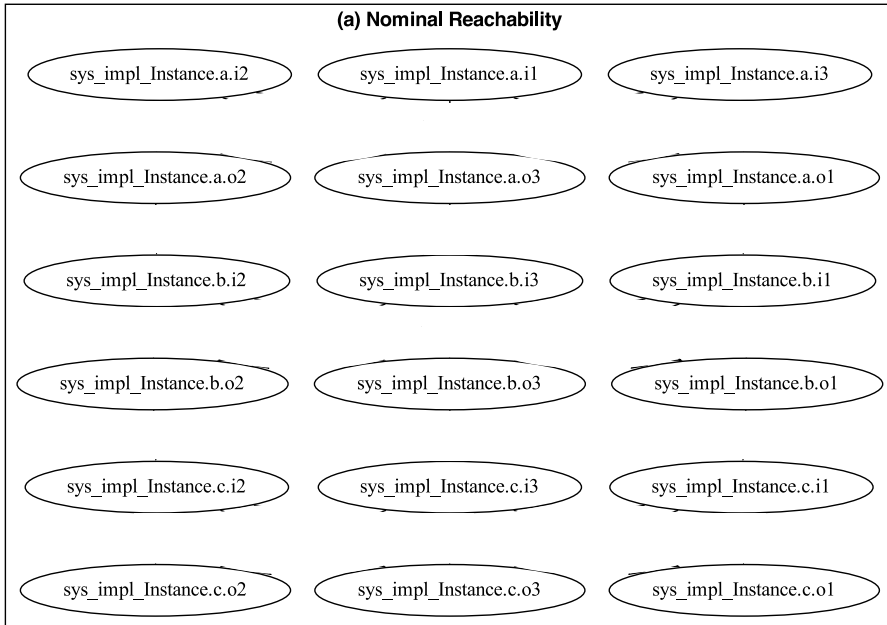 (a) Nominal Reachability
sys_impl_Instance.a.i2 sys_impl_Instance.a.i1 sys_impl_Instance.a.i3
sys_impl_Instance.a.o2 sys_impl_Instance.a.o3 sys_impl_Instance.a.o1
sys_impl_Instance.b.i2 sys_impl_Instance.b.i3 sys_impl_Instance.b.i1
sys_impl_Instance.b.o2 sys_impl_Instance.b.o3 sys_impl_Instance.b.o1
sys_impl_Instance.c.i2 sys_impl_Instance.c.i3 sys_impl_Instance.c.i1
sys_impl_Instance.c.o2 sys_impl_Instance.c.o3 sys_impl_Instance.c.o1